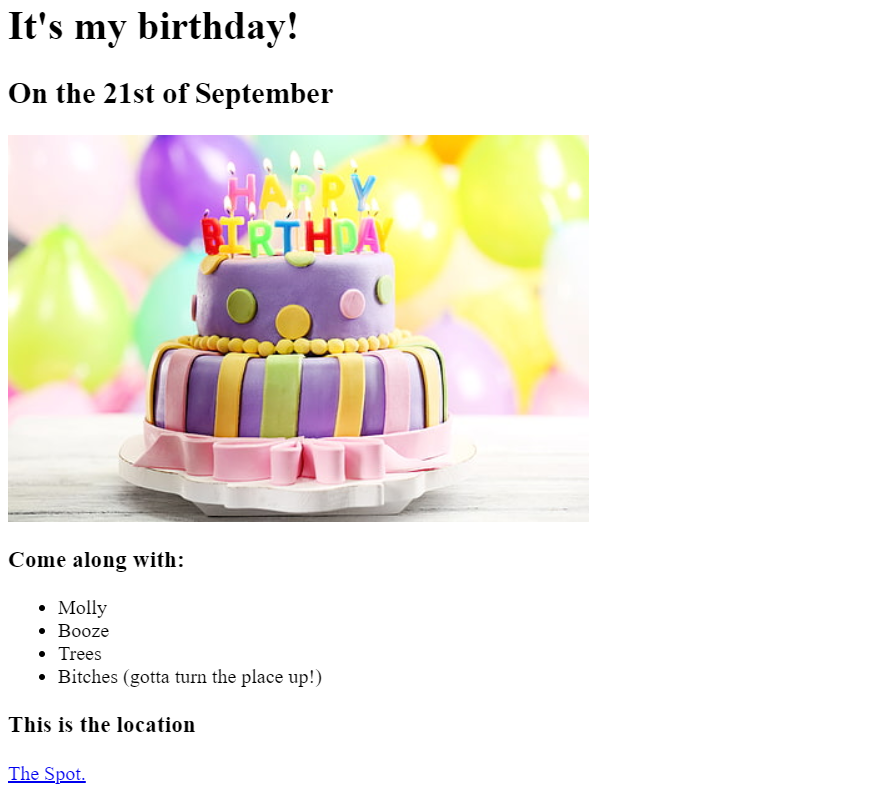 It's my birthday!
On the 21st of September
HAPPY
BIRTHDAY
Come along with:
Molly
Booze
Trees
Bitches (gotta turn the place up!)
This is the location
The Spot.